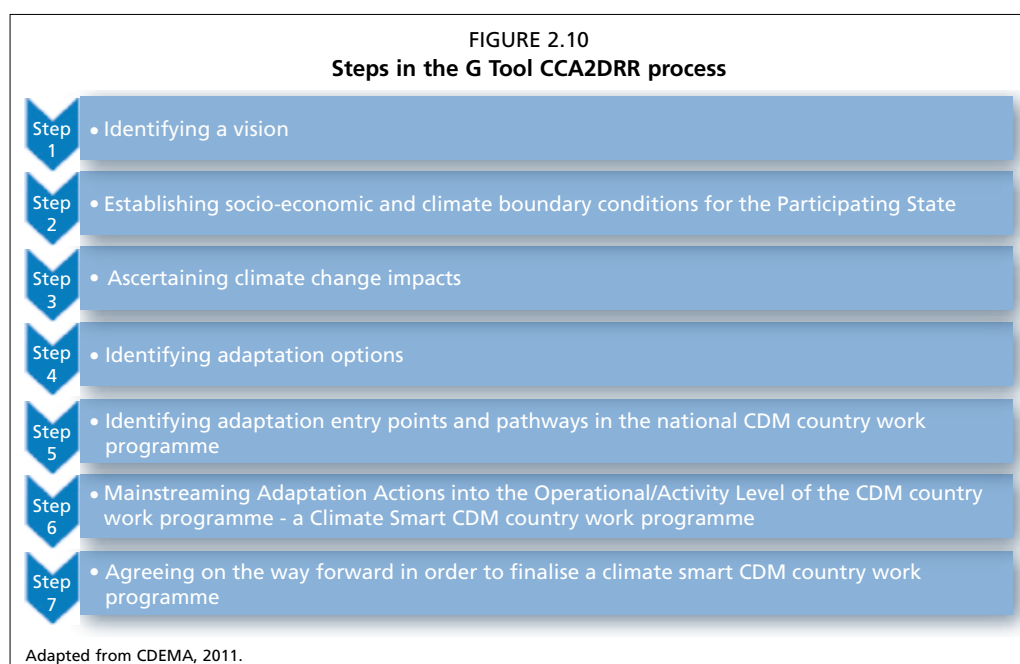 FIGURE 2.10
Steps in the G Tool CCA2DRR process
Step
1
• Identifying a vision
Step
2
• Establishing socio-economic and climate boundary conditions for the Participating State
Step
3
• Ascertaining climate change impacts
Step
4
• Identifying adaptation options
Step
5
• Identifying adaptation entry points and pathways in the national CDM country work
programme
Step
6
• Mainstreaming Adaptation Actions into the Operational/Activity Level of the CDM country
work programme - a Climate Smart CDM country work programme
Step
7
• Agreeing on the way forward in order to finalise a climate smart CDM country work
programme
Adapted from CDEMA, 2011.